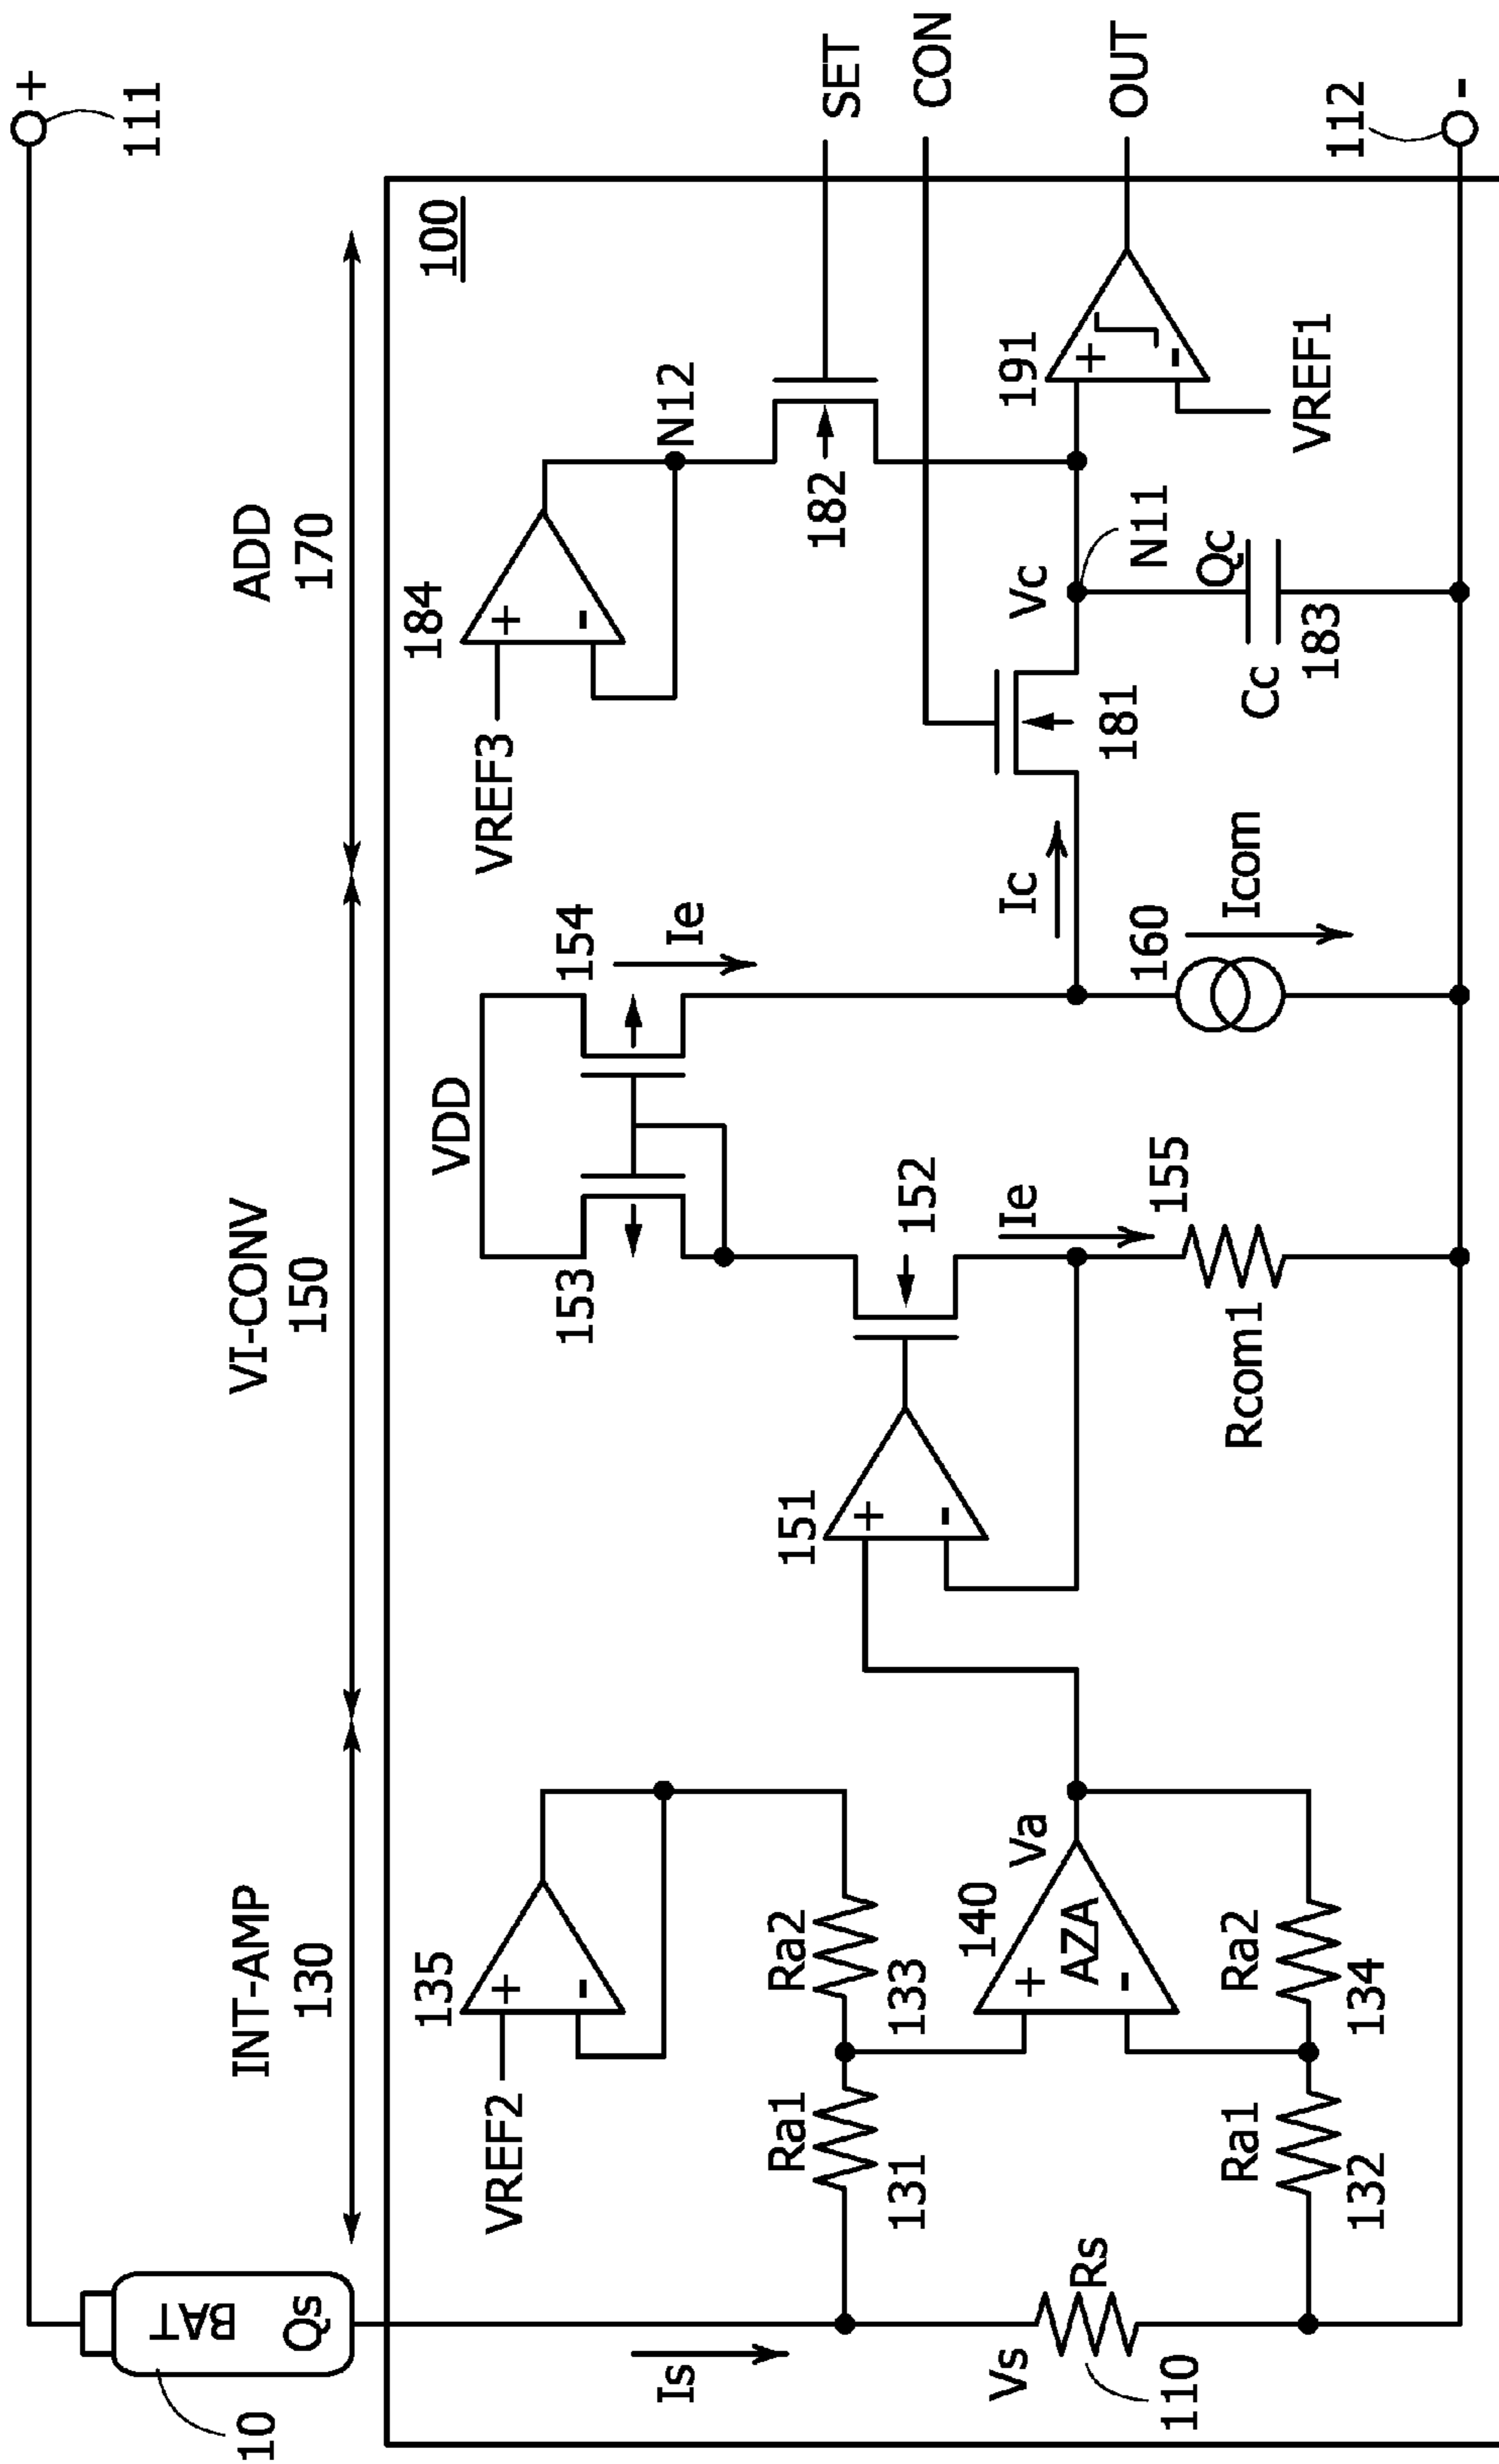 +
111
BAT
Qs
10
INT-AMP
130
VI-CONV
150
ADD
170
100
VREF2
+
-
135
VDD
153
154
Ie
VREF3
+
-
184
N12
SET
CON
182
Is
Ra1
131
Ra2
133
151
+
-
152
Vs
Rs
110
140
+
-
AZA
Va
Ie
155
Rcom1
Ic
160
Icom
181
Vc
N11
Qc
Cc
183
191
+
-
OUT
VREF1
Ra1
132
Ra2
134
112
-